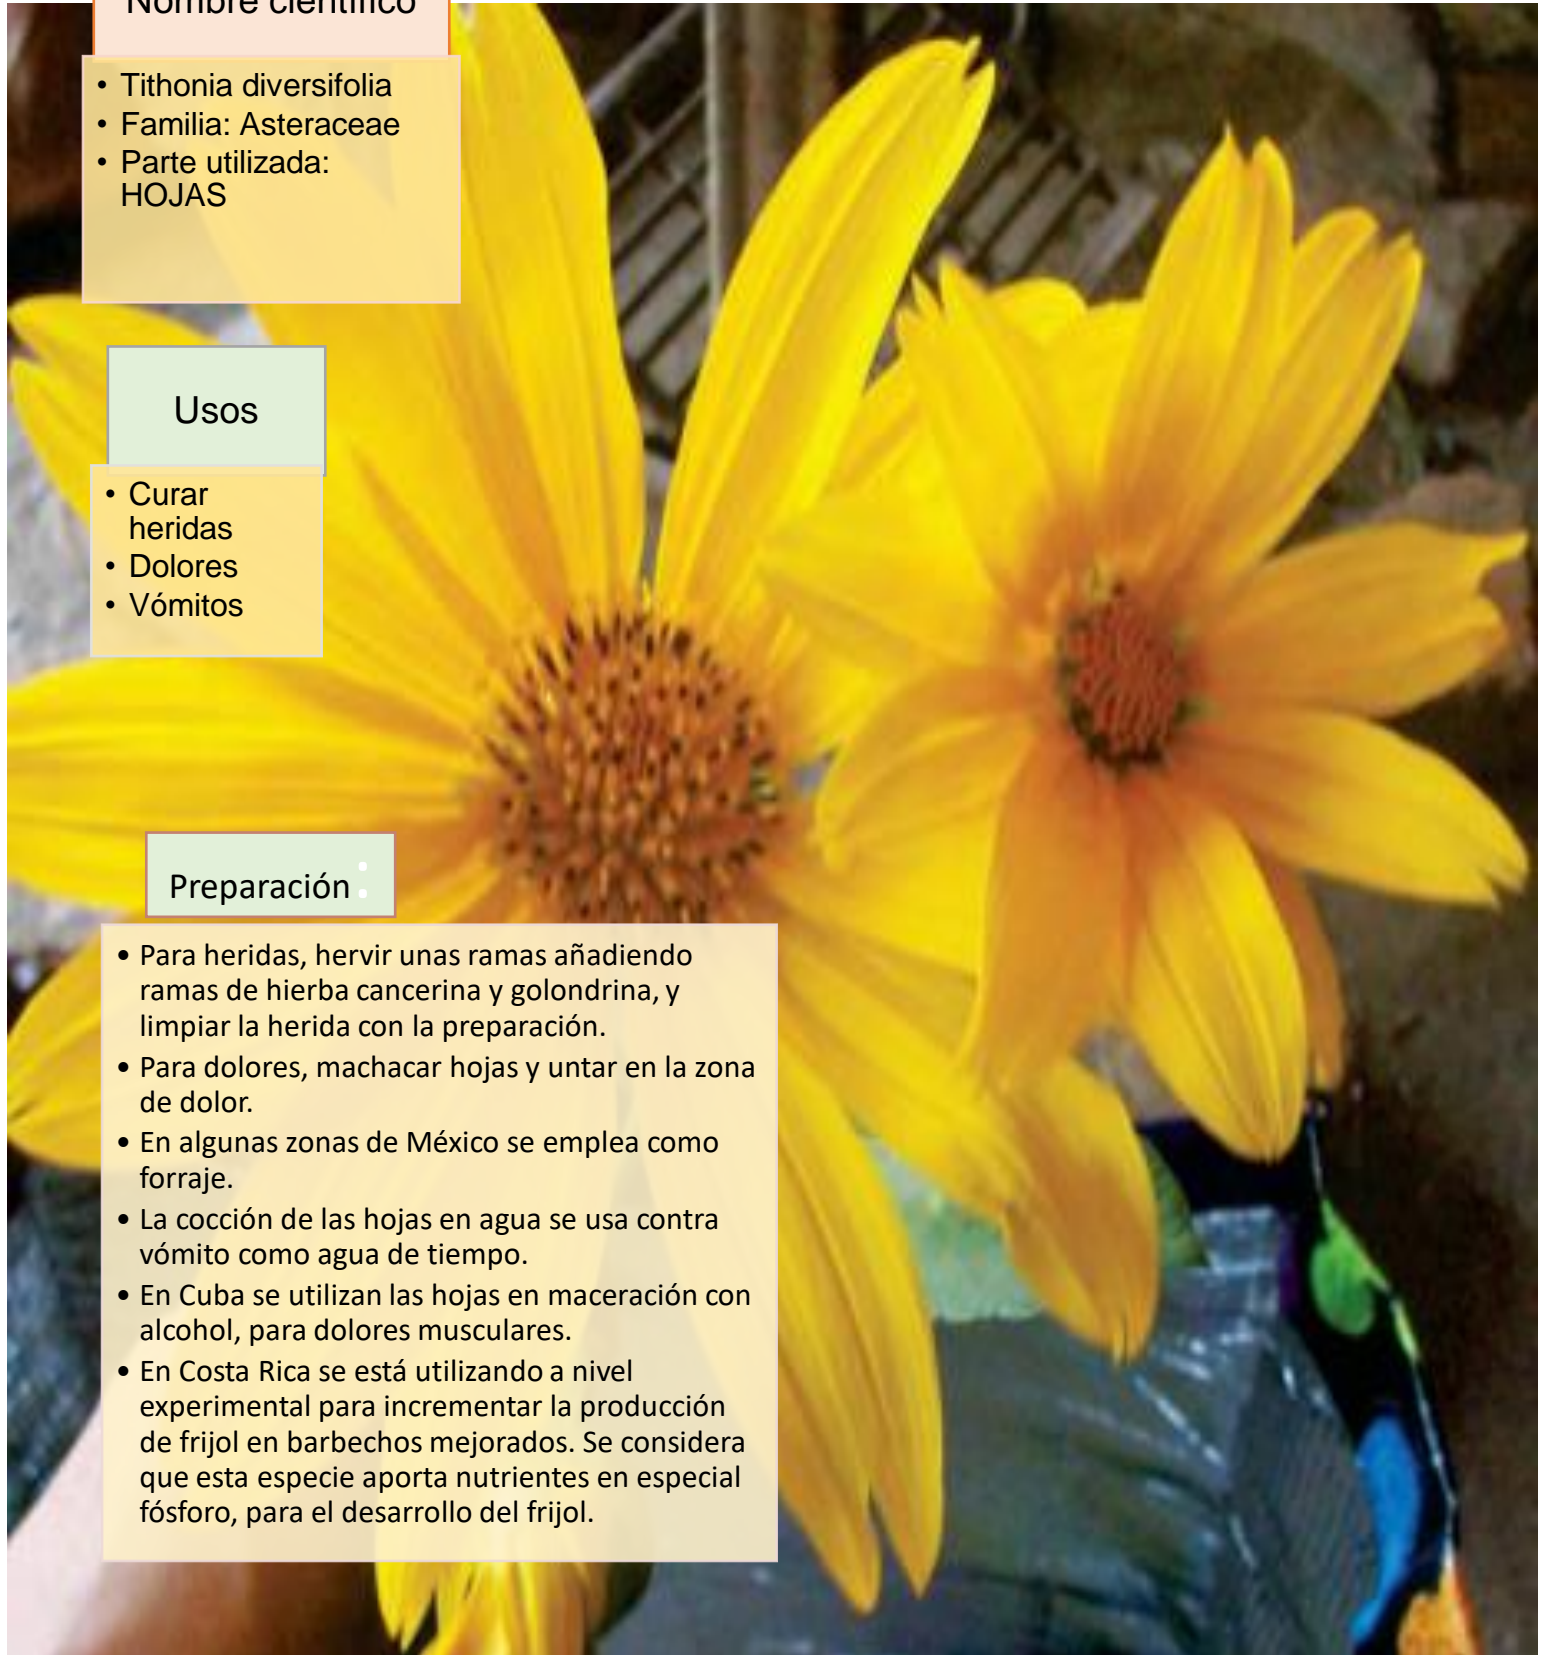 Nombre científico
• Tithonia diversifolia
• Familia: Asteraceae
• Parte utilizada:
HOJAS
Usos
• Curar
heridas
• Dolores
• Vómitos
Preparación:
• Para heridas, hervir unas ramas añadiendo
ramas de hierba cancerina y golondrina, y
limpiar la herida con la preparación.
• Para dolores, machacar hojas y untar en la zona
de dolor.
• En algunas zonas de México se emplea como
forraje.
• La cocción de las hojas en agua se usa contra
vómito como agua de tiempo.
• En Cuba se utilizan las hojas en maceración con
alcohol, para dolores musculares.
• En Costa Rica se está utilizando a nivel
experimental para incrementar la producción
de frijol en barbechos mejorados. Se considera
que esta especie aporta nutrientes en especial
fósforo, para el desarrollo del frijol.